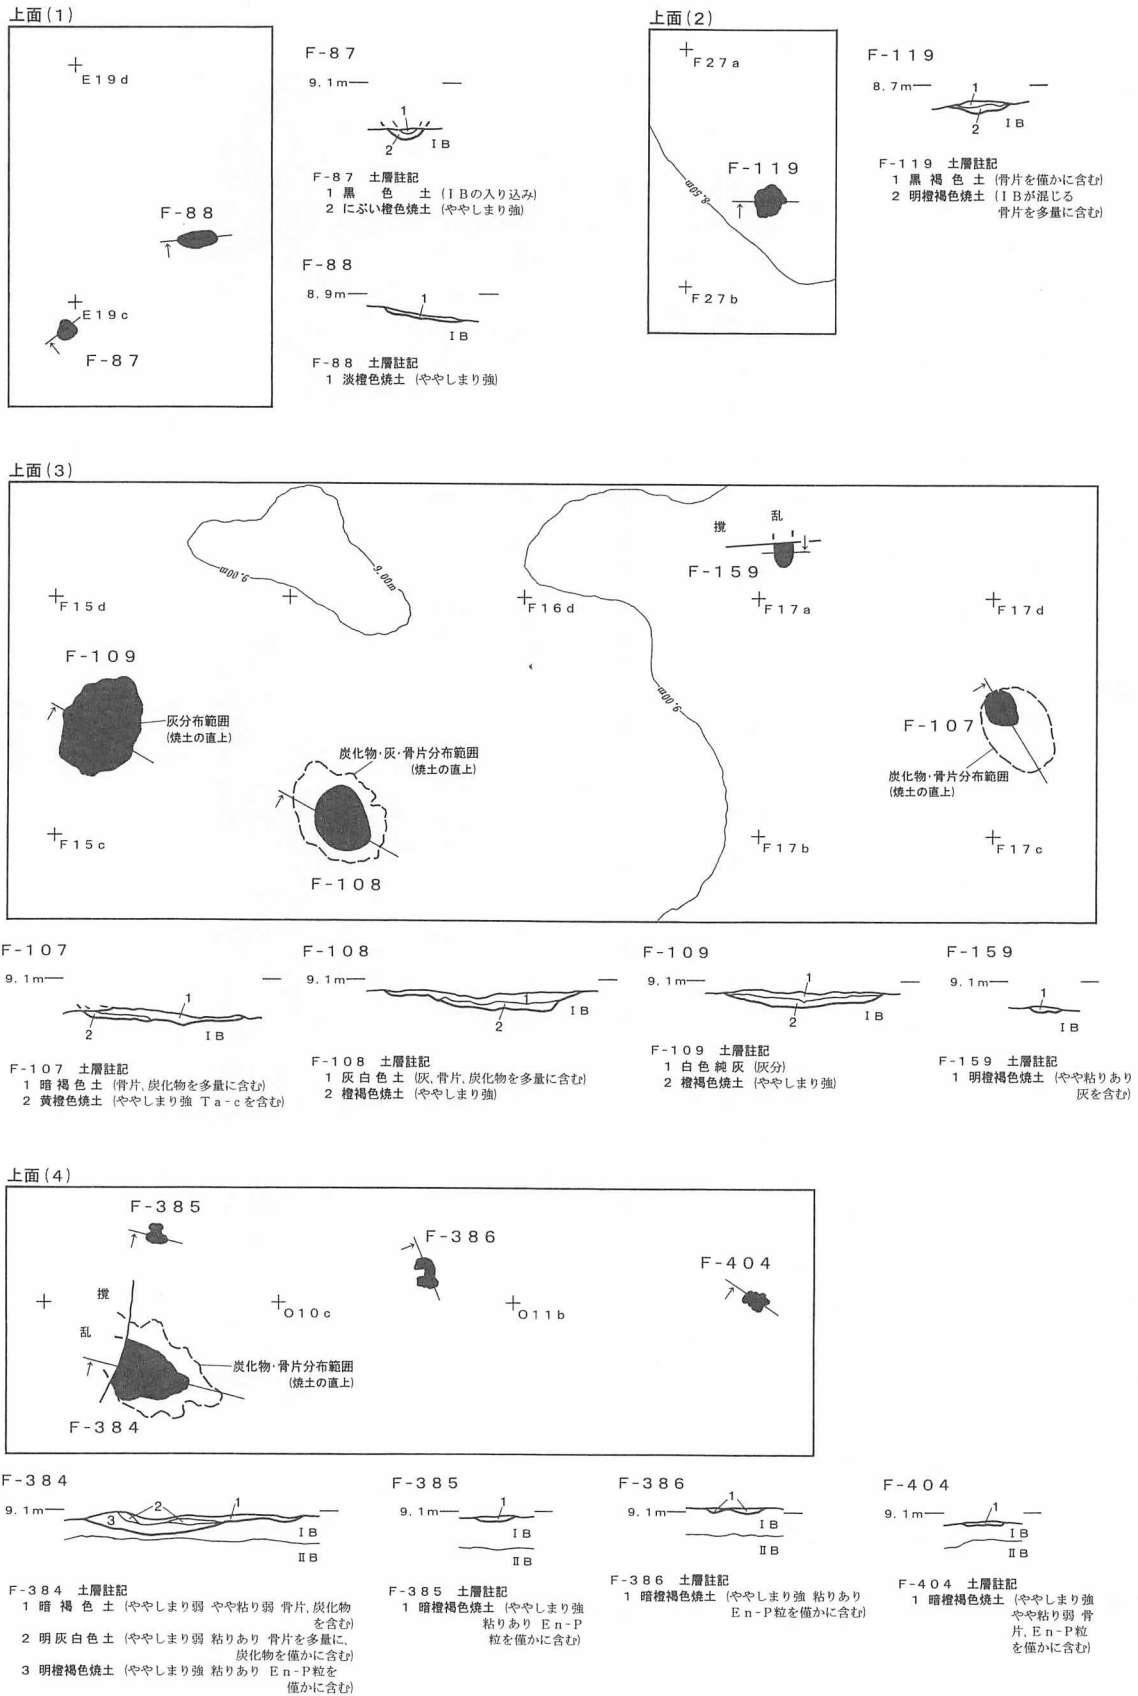 上面(1)
E19d
F-88
E19c
F-87
F-87
9.1m
1
2
IB
F-87 土層註記
1 黒色土 (IBの入り込み)
2 にぶい橙色焼土 (ややしまり強)
F-88
8.9m
1
IB
F-88 土層註記
1 淡橙色焼土 (ややしまり強)
上面(2)
F27a
F-119
8.50m
F27b
F-119
8.7m
1
2
IB
F-119 土層註記
1 黒褐色土 (骨片を僅かに含む)
2 明橙褐色焼土 (IBが混じる
骨片を多量に含む)
上面(3)
9.00m
9.00m
撹乱
F-159
F15d
F16d
F17a
F17d
F-109
灰分布範囲
(焼土の直上)
9.00m
F-107
炭化物・灰・骨片分布範囲
(焼土の直上)
炭化物・骨片分布範囲
(焼土の直上)
F15c
F17b
F17c
F-108
F-107
9.1m
1
2
IB
F-107 土層註記
1 暗褐色土 (骨片,炭化物を多量に含む)
2 黄橙色焼土 (ややしまり強 Ta-cを含む)
F-108
9.1m
1
2
IB
F-108 土層註記
1 灰白色土 (灰,骨片,炭化物を多量に含む)
2 橙褐色焼土 (ややしまり強)
F-109
9.1m
1
2
IB
F-109 土層註記
1 白色純灰 (灰分)
2 橙褐色焼土 (ややしまり強)
F-159
9.1m
1
IB
F-159 土層註記
1 明橙褐色焼土 (やや粘りあり
灰を含む)
上面(4)
F-385
F-386
F-404
撹乱
O10c
O11b
炭化物・骨片分布範囲
(焼土の直上)
F-384
F-384
9.1m
1
2
3
IB
ⅡB
F-384 土層註記
1 暗褐色土 (ややしまり弱 やや粘り弱 骨片,炭化物
を含む)
2 明灰白色土 (ややしまり弱 粘りあり 骨片を多量に、
炭化物を僅かに含む)
3 明橙褐色焼土 (ややしまり強 粘りあり En-P粒を
僅かに含む)
F-385
9.1m
1
IB
ⅡB
F-385 土層註記
1 暗橙褐色焼土 (ややしまり強
粘りあり En-P
粒を僅かに含む)
F-386
9.1m
1
IB
ⅡB
F-386 土層註記
1 暗橙褐色焼土 (ややしまり強 粘りあり
En-P粒を僅かに含む)
F-404
9.1m
1
IB
ⅡB
F-404 土層註記
1 暗橙褐色焼土 (ややしまり強
やや粘り弱 骨
片,En-P粒
を僅かに含む)